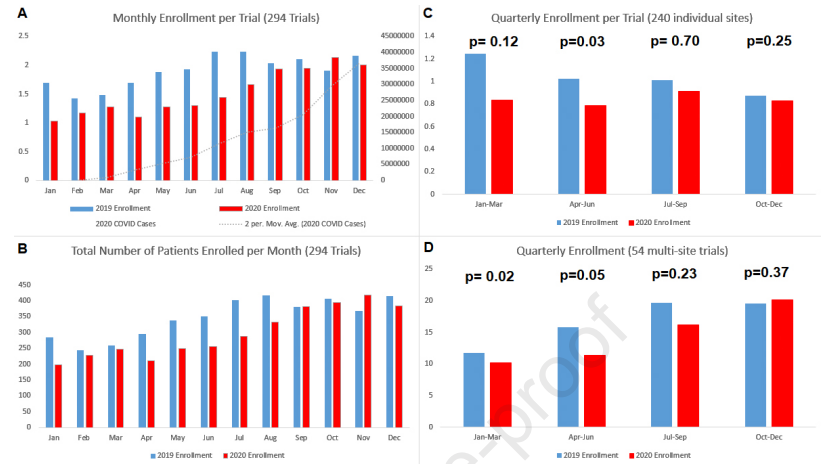 A
Monthly Enrollment per Trial (294 Trials)
2.5
2
1.5
1
0.5
0
45000000
40000000
35000000
30000000
25000000
20000000
15000000
10000000
5000000
0
Jan Feb Mar Apr May Jun Jul Aug Sep Oct Nov Dec
2019 Enrollment 2020 Enrollment
2020 COVID Cases 2 per. Mov. Avg. (2020 COVID Cases)
B
Total Number of Patients Enrolled per Month (294 Trials)
450
400
350
300
250
200
150
100
50
0
Jan Feb Mar Apr May Jun Jul Aug Sep Oct Nov Dec
2019 Enrollment 2020 Enrollment
C
Quarterly Enrollment per Trial (240 individual sites)
p= 0.12 p=0.03 p= 0.70 p=0.25
1.4
1.2
1
0.8
0.6
0.4
0.2
0
Jan-Mar Apr-Jun Jul-Sep Oct-Dec
2019 Enrollment 2020 Enrollment
D
Quarterly Enrollment (54 multi-site trials)
p= 0.02 p=0.05 p=0.23 p=0.37
25
20
15
10
5
0
Jan-Mar Apr-Jun Jul-Sep Oct-Dec
2019 Enrollment 2020 Enrollment
e-proof